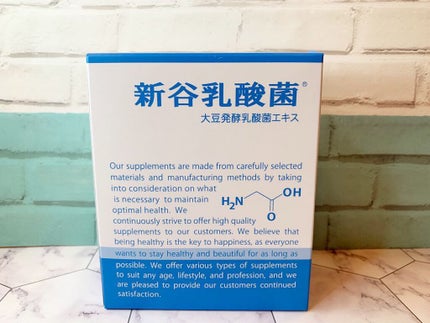 新谷乳酸菌®
大豆発酵乳酸菌エキス
Our supplements are made from carefully selected
materials and manufacturing methods by taking
into consideration on what
is necessary to maintain
optimal health. We
continuously strive to offer high quality
supplements to our customers. We believe that
being healthy is the key to happiness, as everyone
wants to stay healthy and beautiful for as long as
possible. We offer various types of supplements
to suit any age, lifestyle, and profession, and we
are pleased to provide our customers continued
satisfaction.
H₂N OH
O